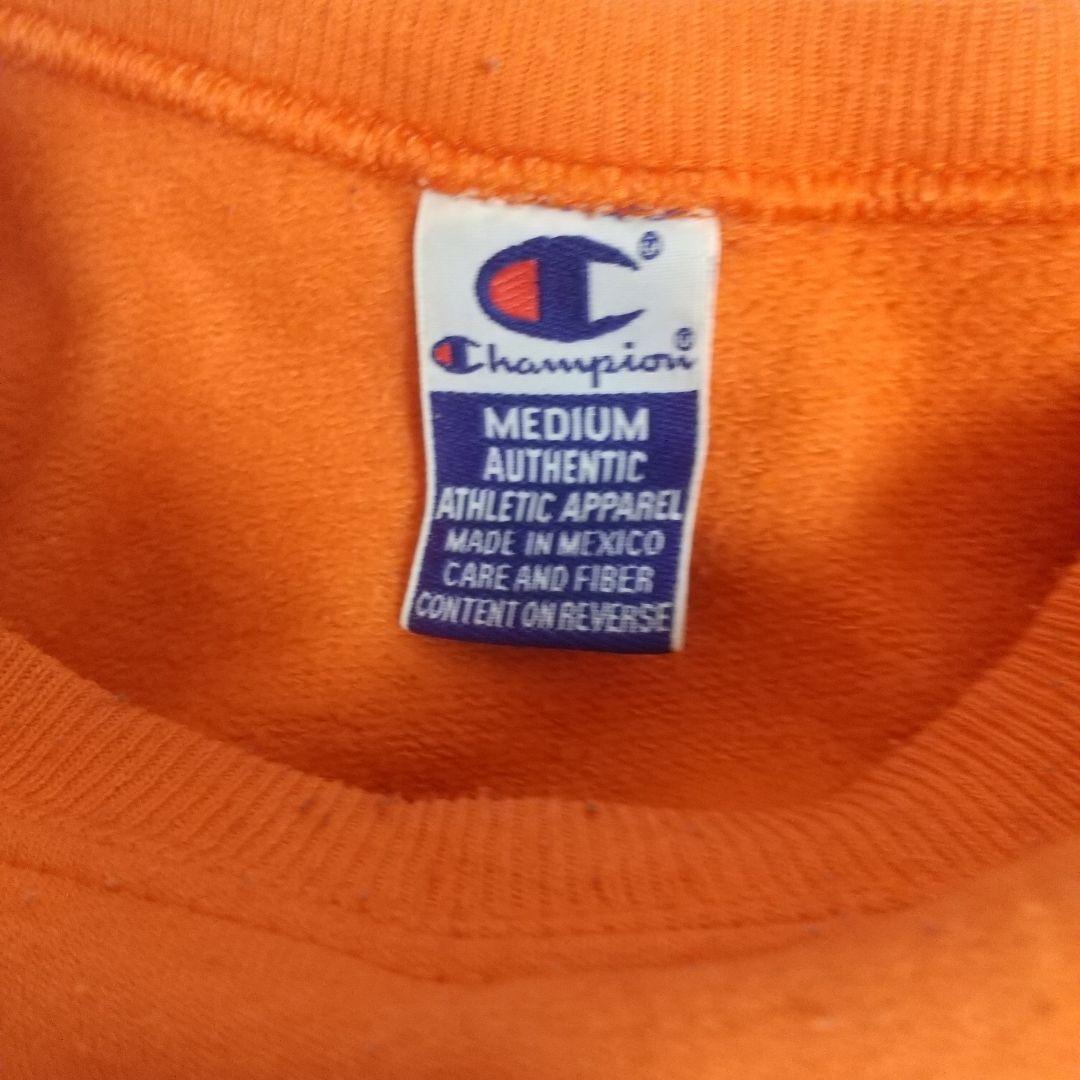 Champion
MEDIUM
AUTHENTIC
ATHLETIC APPAREL
MADE IN MEXICO
CARE AND FIBER
CONTENT ON REVERSE